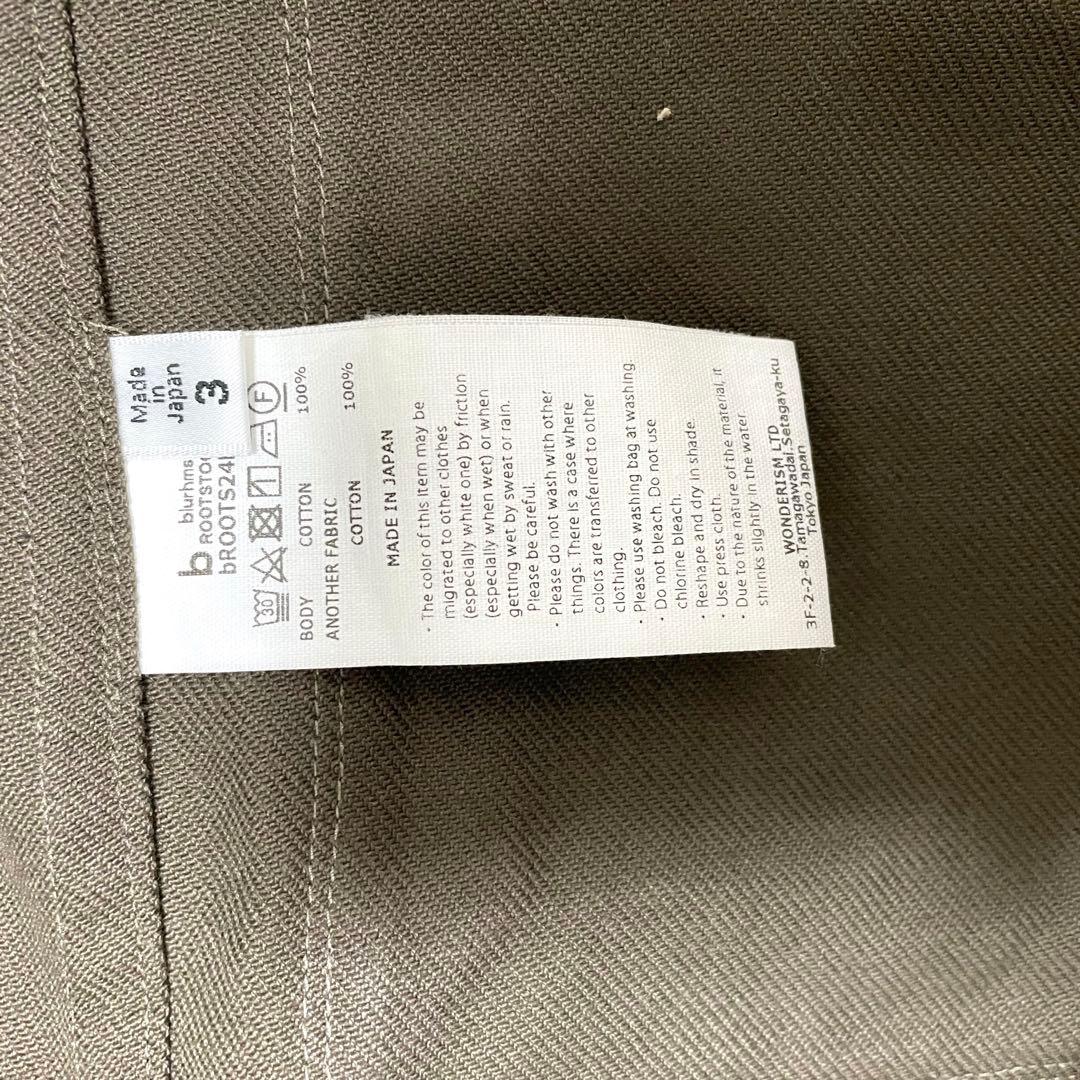 Made
in
Japan
3
blurhms
b ROOTSTOC
bROOTS24
30 F
BODY COTTON 100%
ANOTHER FABRIC
COTTON 100%
MADE IN JAPAN
・The color of this item may be
migrated to other clothes
(especially white one) by friction
(especially when wet) or when
getting wet by sweat or rain.
Please be careful.
・Please do not wash with other
things. There is a case where
colors are transferred to other
clothing.
・Please use washing bag at washing.
・Do not bleach. Do not use
chlorine bleach.
・Reshape and dry in shade.
・Use press cloth.
・Due to the nature of the material, it
shrinks slightly in the water.
WONDERISM LTD
3F-2-2-8,Tamagawadai,Setagaya-ku
Tokyo Japan